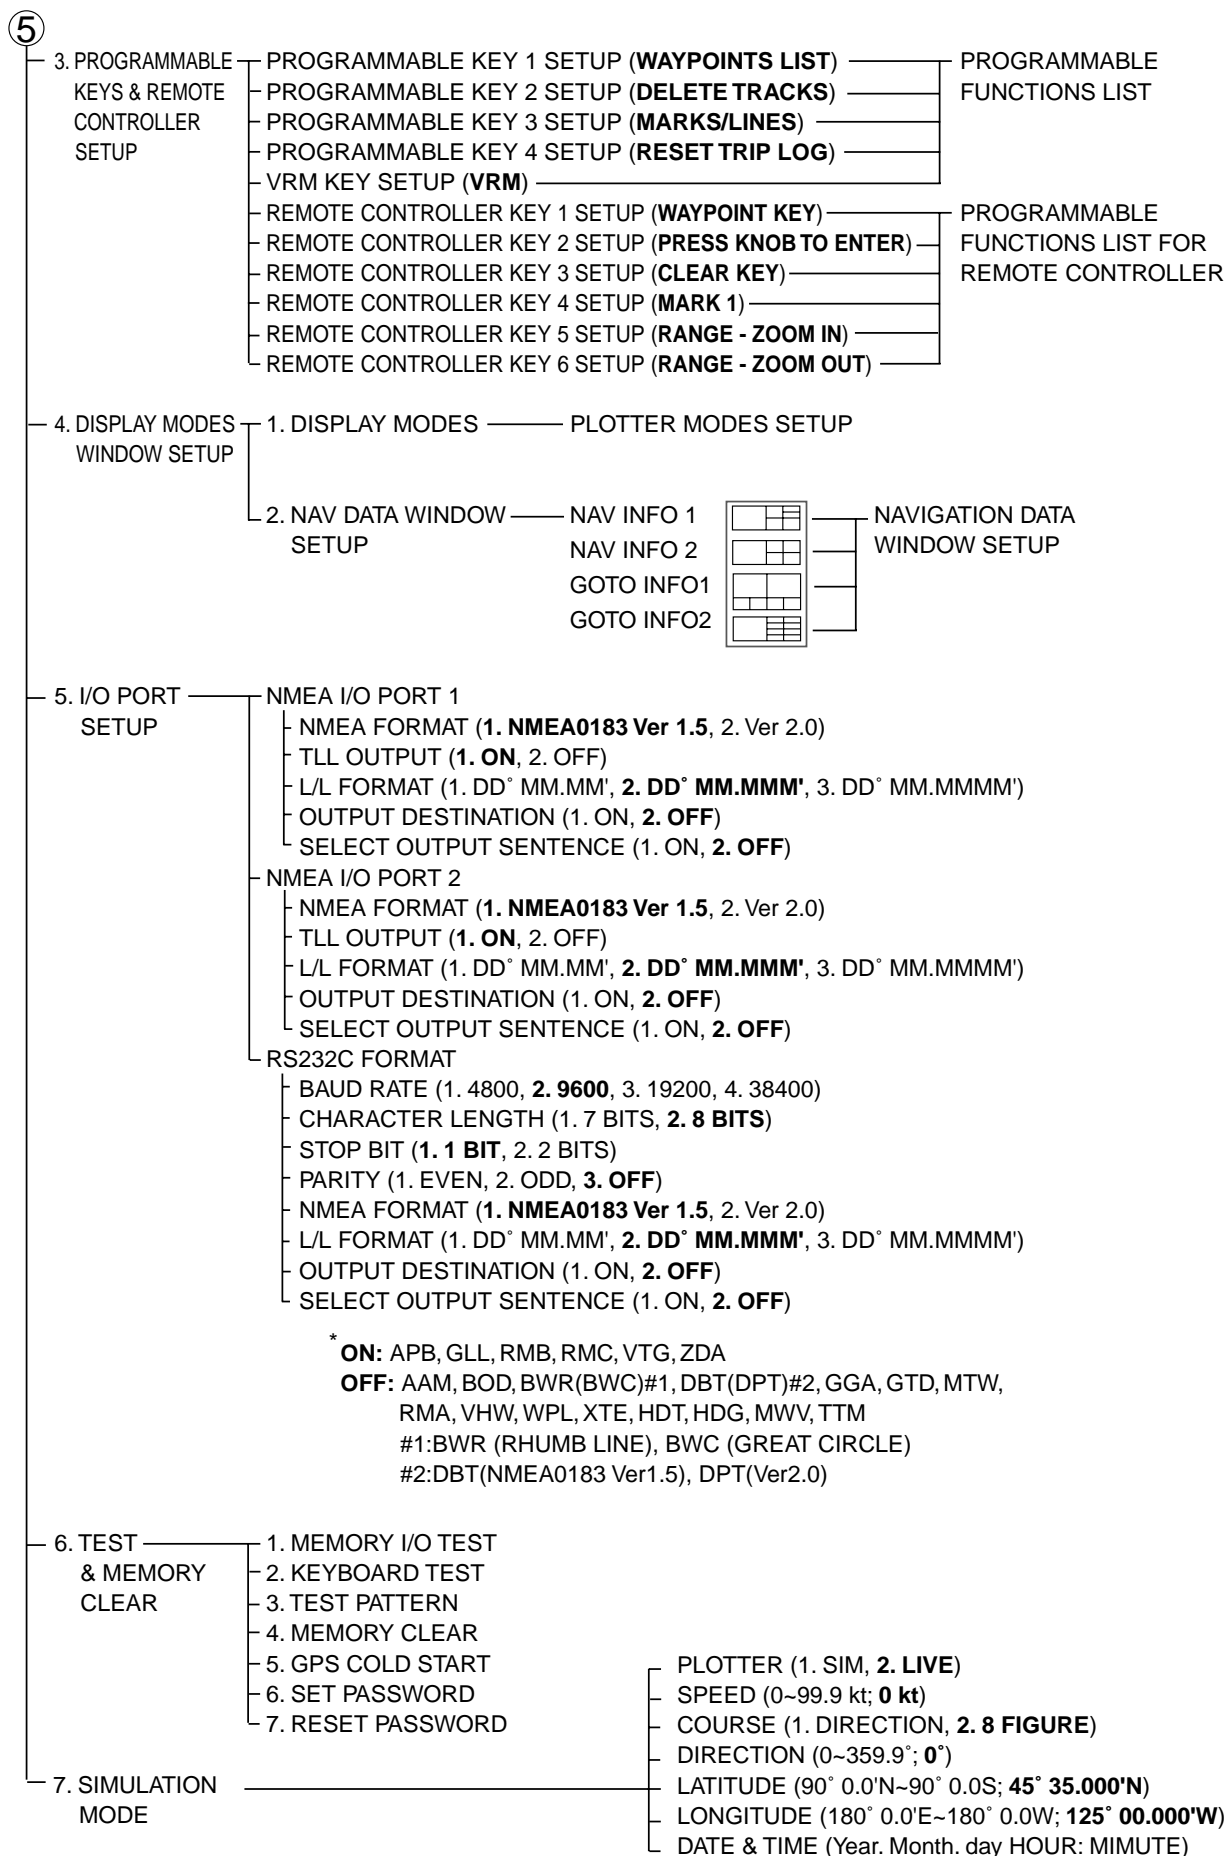 5
3. PROGRAMMABLE KEYS & REMOTE CONTROLLER SETUP
PROGRAMMABLE KEY 1 SETUP (WAYPOINTS LIST)
PROGRAMMABLE KEY 2 SETUP (DELETE TRACKS)
PROGRAMMABLE KEY 3 SETUP (MARKS/LINES)
PROGRAMMABLE KEY 4 SETUP (RESET TRIP LOG)
VRM KEY SETUP (VRM)
PROGRAMMABLE
FUNCTIONS LIST
REMOTE CONTROLLER KEY 1 SETUP (WAYPOINT KEY)
REMOTE CONTROLLER KEY 2 SETUP (PRESS KNOB TO ENTER)
REMOTE CONTROLLER KEY 3 SETUP (CLEAR KEY)
REMOTE CONTROLLER KEY 4 SETUP (MARK 1)
REMOTE CONTROLLER KEY 5 SETUP (RANGE - ZOOM IN)
REMOTE CONTROLLER KEY 6 SETUP (RANGE - ZOOM OUT)
PROGRAMMABLE
FUNCTIONS LIST FOR
REMOTE CONTROLLER
4. DISPLAY MODES
WINDOW SETUP
1. DISPLAY MODES
PLOTTER MODES SETUP
2. NAV DATA WINDOW
SETUP
NAV INFO 1
NAV INFO 2
GOTO INFO1
GOTO INFO2
NAVIGATION DATA
WINDOW SETUP
5. I/O PORT
SETUP
NMEA I/O PORT 1
NMEA FORMAT (1. NMEA0183 Ver 1.5, 2. Ver 2.0)
TLL OUTPUT (1. ON, 2. OFF)
L/L FORMAT (1. DD˚ MM.MM', 2. DD˚ MM.MMM', 3. DD˚ MM.MMMM')
OUTPUT DESTINATION (1. ON, 2. OFF)
SELECT OUTPUT SENTENCE (1. ON, 2. OFF)
NMEA I/O PORT 2
NMEA FORMAT (1. NMEA0183 Ver 1.5, 2. Ver 2.0)
TLL OUTPUT (1. ON, 2. OFF)
L/L FORMAT (1. DD˚ MM.MM', 2. DD˚ MM.MMM', 3. DD˚ MM.MMMM')
OUTPUT DESTINATION (1. ON, 2. OFF)
SELECT OUTPUT SENTENCE (1. ON, 2. OFF)
RS232C FORMAT
BAUD RATE (1. 4800, 2. 9600, 3. 19200, 4. 38400)
CHARACTER LENGTH (1. 7 BITS, 2. 8 BITS)
STOP BIT (1. 1 BIT, 2. 2 BITS)
PARITY (1. EVEN, 2. ODD, 3. OFF)
NMEA FORMAT (1. NMEA0183 Ver 1.5, 2. Ver 2.0)
L/L FORMAT (1. DD˚ MM.MM', 2. DD˚ MM.MMM', 3. DD˚ MM.MMMM')
OUTPUT DESTINATION (1. ON, 2. OFF)
SELECT OUTPUT SENTENCE (1. ON, 2. OFF)
* ON: APB, GLL, RMB, RMC, VTG, ZDA
OFF: AAM, BOD, BWR(BWC)#1, DBT(DPT)#2, GGA, GTD, MTW,
RMA, VHW, WPL, XTE, HDT, HDG, MWV, TTM
#1:BWR (RHUMB LINE), BWC (GREAT CIRCLE)
#2:DBT(NMEA0183 Ver1.5), DPT(Ver2.0)
6. TEST
& MEMORY
CLEAR
1. MEMORY I/O TEST
2. KEYBOARD TEST
3. TEST PATTERN
4. MEMORY CLEAR
5. GPS COLD START
6. SET PASSWORD
7. RESET PASSWORD
7. SIMULATION
MODE
PLOTTER (1. SIM, 2. LIVE)
SPEED (0~99.9 kt; 0 kt)
COURSE (1. DIRECTION, 2. 8 FIGURE)
DIRECTION (0~359.9˚; 0˚)
LATITUDE (90˚ 0.0'N~90˚ 0.0S; 45˚ 35.000'N)
LONGITUDE (180˚ 0.0'E~180˚ 0.0W; 125˚ 00.000'W)
DATE & TIME (Year. Month. day HOUR: MIMUTE)